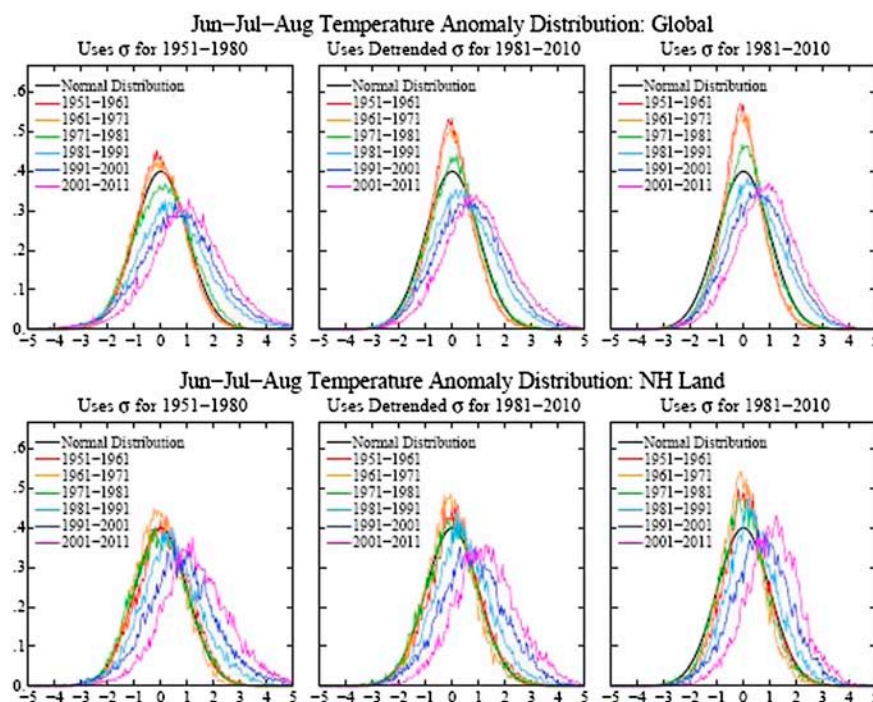 Jun–Jul–Aug Temperature Anomaly Distribution: Global
Uses σ for 1951–1980
Uses Detrended σ for 1981–2010
Uses σ for 1981–2010
.6
.5
.4
.3
.2
.1
0.
Normal Distribution
1951–1961
1961–1971
1971–1981
1981–1991
1991–2001
2001–2011
Normal Distribution
1951–1961
1961–1971
1971–1981
1981–1991
1991–2001
2001–2011
Normal Distribution
1951–1961
1961–1971
1971–1981
1981–1991
1991–2001
2001–2011
−5 −4 −3 −2 −1 0 1 2 3 4 5
−5 −4 −3 −2 −1 0 1 2 3 4 5
−5 −4 −3 −2 −1 0 1 2 3 4 5
Jun–Jul–Aug Temperature Anomaly Distribution: NH Land
Uses σ for 1951–1980
Uses Detrended σ for 1981–2010
Uses σ for 1981–2010
.6
.5
.4
.3
.2
.1
0.
Normal Distribution
1951–1961
1961–1971
1971–1981
1981–1991
1991–2001
2001–2011
Normal Distribution
1951–1961
1961–1971
1971–1981
1981–1991
1991–2001
2001–2011
Normal Distribution
1951–1961
1961–1971
1971–1981
1981–1991
1991–2001
2001–2011
−5 −4 −3 −2 −1 0 1 2 3 4 5
−5 −4 −3 −2 −1 0 1 2 3 4 5
−5 −4 −3 −2 −1 0 1 2 3 4 5